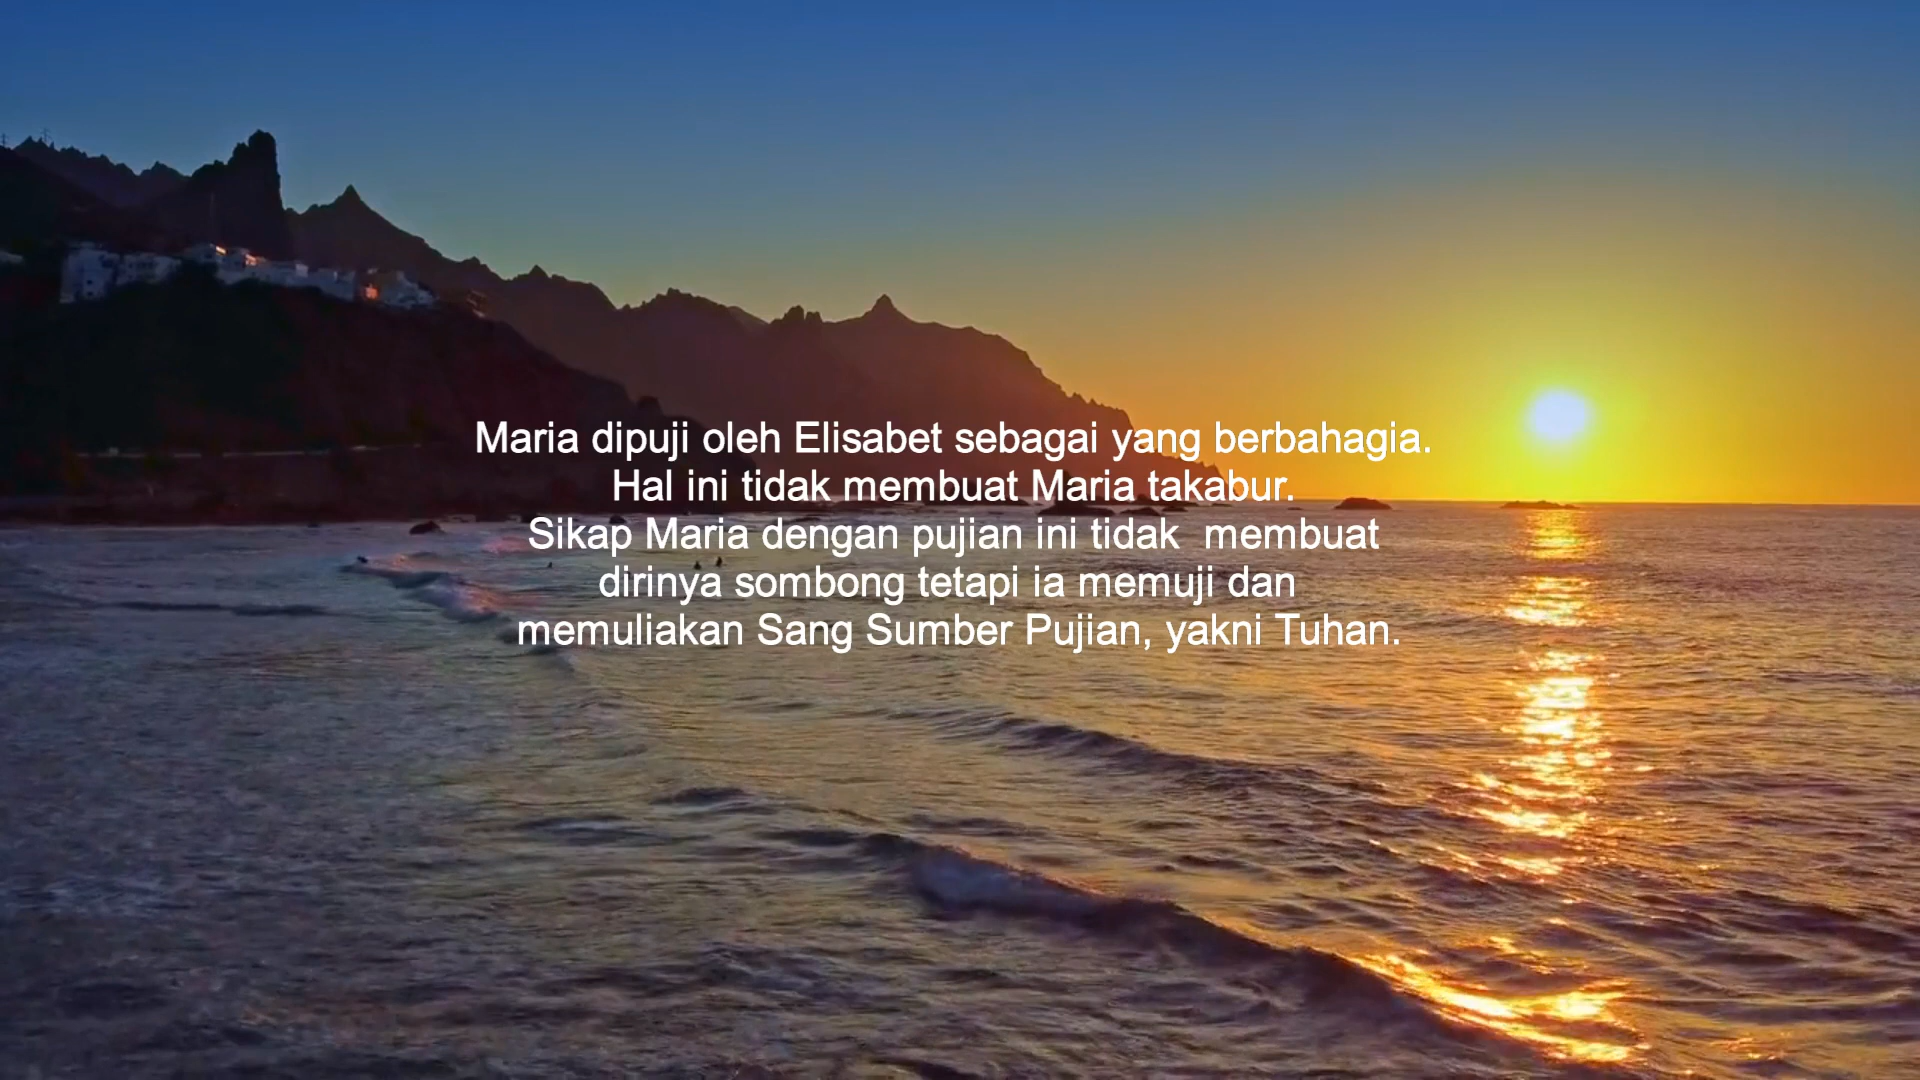 Maria dipuji oleh Elisabet sebagai yang berbahagia.
Hal ini tidak membuat Maria takabur.
Sikap Maria dengan pujian ini tidak  membuat
dirinya sombong tetapi ia memuji dan
memuliakan Sang Sumber Pujian, yakni Tuhan.